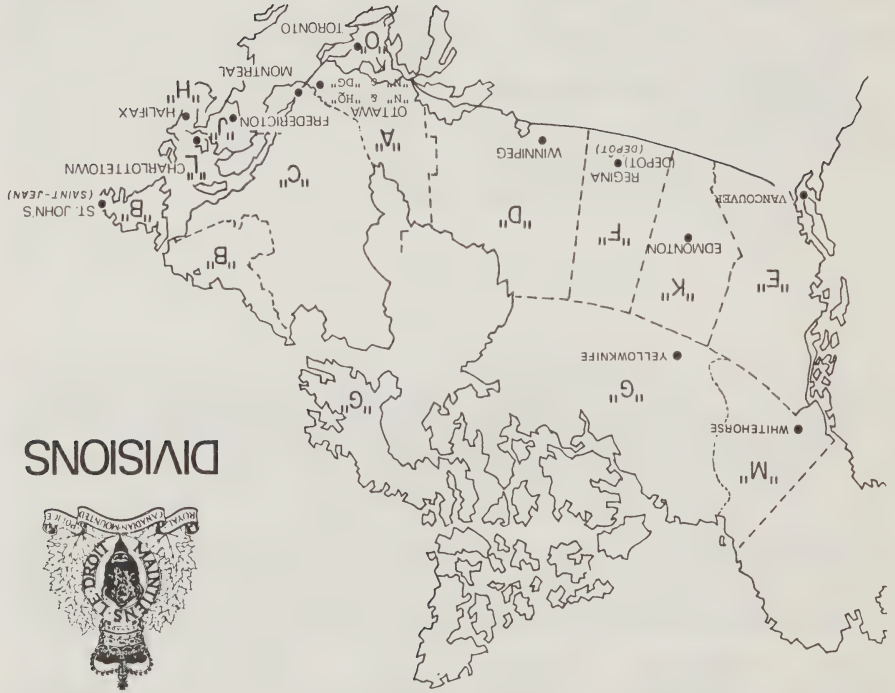 MAINTIENS LE DROIT
ROYAL CANADIAN MOUNTED POLICE
DIVISIONS
"M"
WHITEHORSE
"G"
YELLOWKNIFE
"G"
"E"
VANCOUVER
"K"
EDMONTON
"F"
REGINA
(DEPOT)
(DÉPÔT)
"D"
WINNIPEG
"B"
"B"
ST. JOHN'S
(SAINT-JEAN)
"C"
"A"
OTTAWA
"HQ" & "N"
"DG" & "N"
"L"
CHARLOTTETOWN
"J"
FREDERICTON
HALIFAX
"H"
MONTREAL
"O"
TORONTO